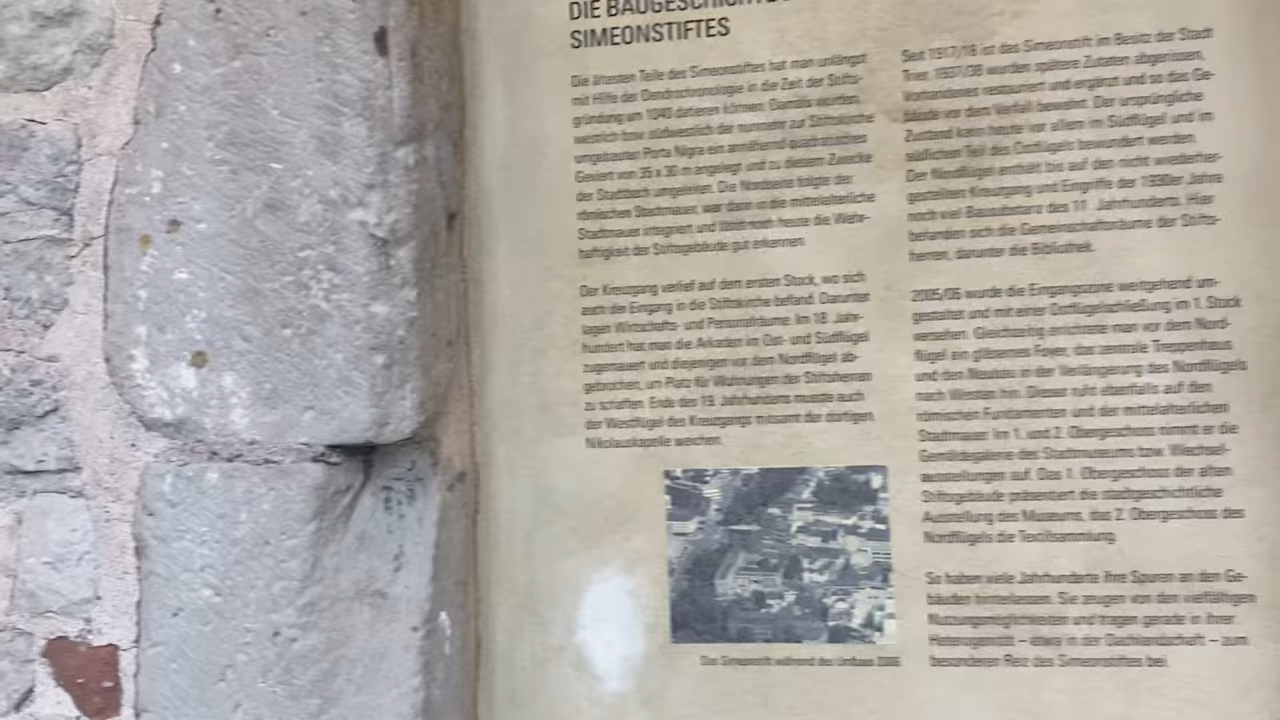 DIE BAUGESCHICHTE
SIMEONSTIFTES
Die ältesten Teile des Simeonstiftes hat man unlängst
mit Hilfe der Dendrochronologie in die Zeit der Stifts-
gründung um 1040 datieren können. Damals wurden
westlich bzw. südwestlich der nunmehr zur Stiftskirche
umgebauten Porta Nigra ein annähernd quadratisches
Geviert von 35 x 30 m angelegt und zu diesem Zwecke
der Stadtbach umgeleitet. Die Nordseite folgte der
römischen Stadtmauer, war dann in die mittelalterliche
Stadtmauer integriert und lässt noch heute die Wehr-
haftigkeit der Stiftsgebäude gut erkennen.
Der Kreuzgang verlief auf dem ersten Stock, wo sich
auch der Eingang in die Stiftskirche befand. Darunter
lagen Wirtschafts- und Personalräume. Im 18. Jahr-
hundert hat man die Arkaden im Ost- und Südflügel
zugemauert und diejenigen vor dem Nordflügel ab-
gebrochen, um Platz für Wohnungen der Stiftsherren
zu schaffen. Ende des 19. Jahrhunderts musste auch
der Westflügel des Kreuzgangs mitsamt der dortigen
Nikolauskapelle weichen.
Das Simeonstift während des Umbaus
Seit 1917/18 ist das Simeonstift im Besitz der Stadt
Trier. 1937/38 wurden spätere Zutaten abgerissen,
restauriert und ergänzt und so das Ge-
bäude vor dem Verfall bewahrt. Der ursprüngliche
Zustand kann heute vor allem im Südflügel und im
südlichen Teil des Ostflügels bewundert werden.
Der Nordflügel enthält bis auf den nicht wiederher-
gestellten Kreuzgang und Eingriffe der 1930er Jahre
noch viel Bausubstanz des 11. Jahrhunderts. Hier
befanden sich die Gemeinschaftsräume der Stifts-
herren, darunter die Bibliothek.
2005/06 wurde die Eingangszone weitgehend um-
gestaltet und mit einer im 1. Stock
versehen. Gleichzeitig errichtete man vor dem Nord-
flügel ein gläsernes Foyer, das zentrale Treppenhaus
und den Neubau in der Verlängerung des Nordflügels
nach Westen hin. Dieser ruht ebenfalls auf den
römischen Fundamenten und der mittelalterlichen
Stadtmauer. Im 1. und 2. Obergeschoss nimmt er die
Gemäldegalerie des Stadtmuseums bzw. Wechsel-
ausstellungen auf. Das 1. Obergeschoss der alten
Stiftsgebäude präsentiert die stadtgeschichtliche
Ausstellung des Museums, das 2. Obergeschoss des
Nordflügels die Textilsammlung.
So haben viele Jahrhunderte ihre Spuren an den Ge-
bäuden hinterlassen. Sie zeugen von den vielfältigen
Nutzungsmöglichkeiten und tragen gerade in ihrer
– etwa in der Dachlandschaft – zum
besonderen Reiz des Simeonstiftes bei.